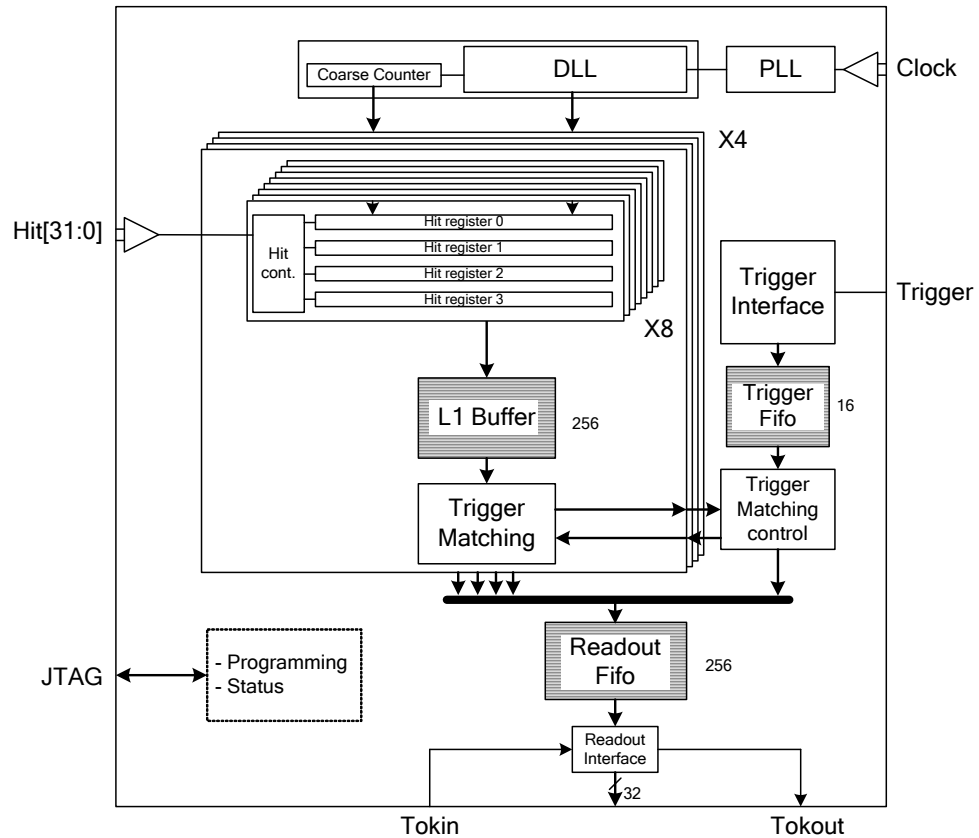 Coarse Counter
DLL
PLL
Clock
X4
Hit[31:0]
Hit
cont.
Hit register 0
Hit register 1
Hit register 2
Hit register 3
X8
Trigger
Interface
Trigger
L1 Buffer
256
Trigger
Fifo
16
Trigger
Matching
Trigger
Matching
control
JTAG
- Programming
- Status
Readout
Fifo
256
Readout
Interface
32
Tokin
Tokout